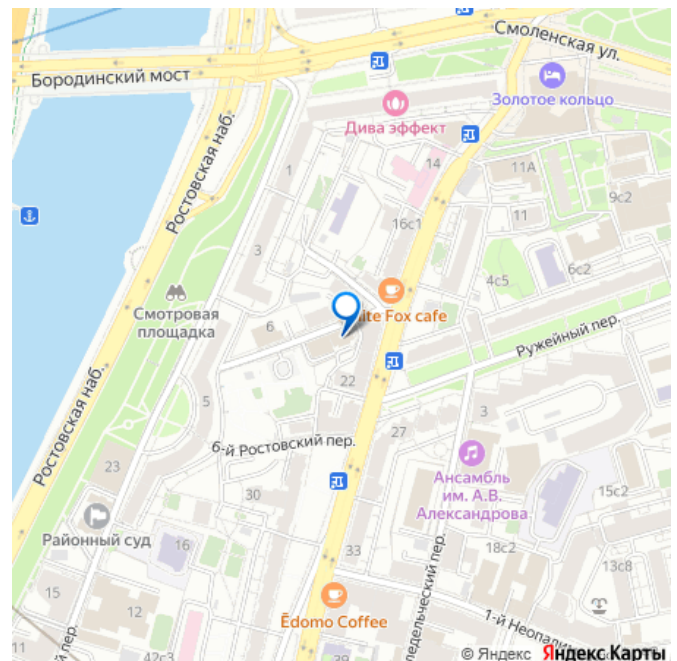 Смоленская ул.
Бородинский мост
Золотое кольцо
Дива эффект
Ростовская наб.
1
14
11А
9с2
16с1
11
3
4с5
6с2
Смотровая
площадка
6
ite Fox cafe
Ружейный пер.
22
5
3
27
6-й Ростовский пер.
Ростовская наб.
23
Ансамбль
им. А.В.
Александрова
15с2
30
Районный суд
16
33
18с2
13с8
15
12
Ēdomo Coffee
1-й Неопали
ледельческий пер.
й пер.
11
42с3
39
© Яндекс Яндекс Карты